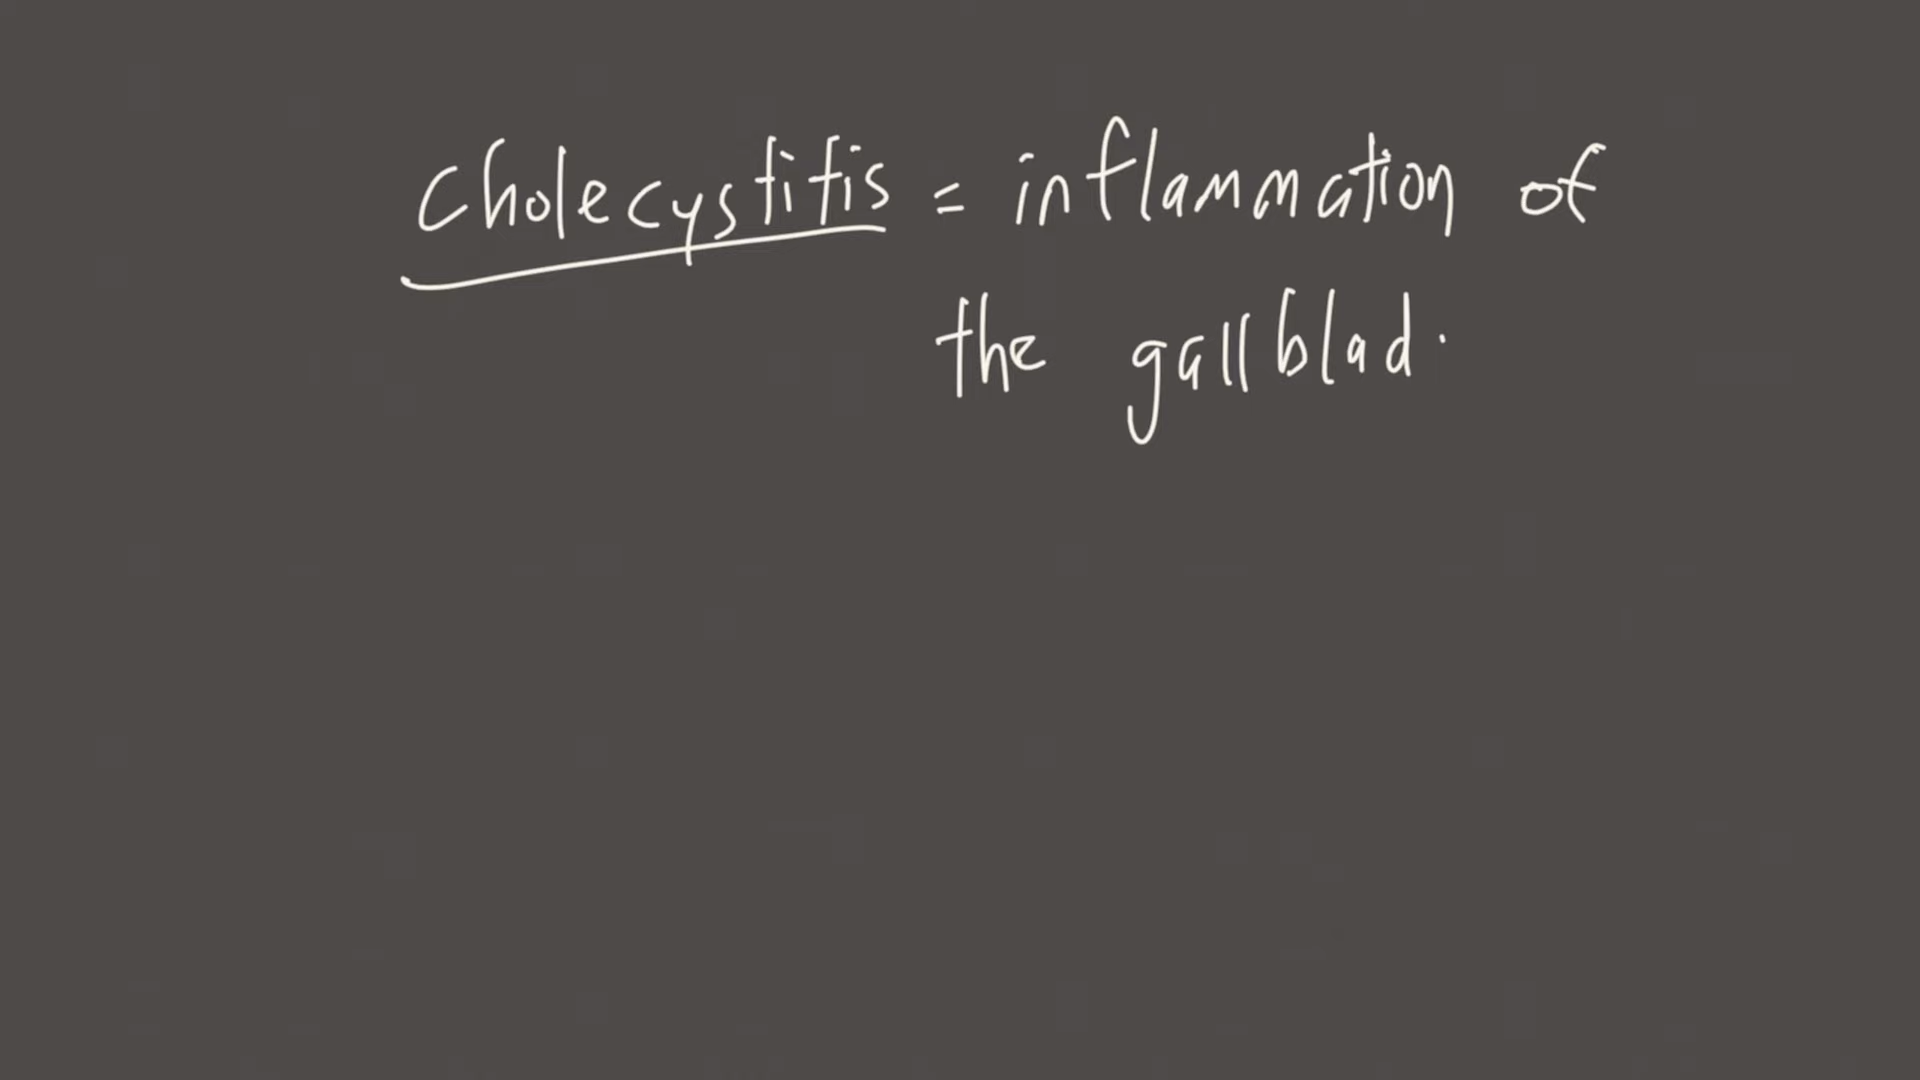 Cholecystitis = inflammation of
the gallblad.